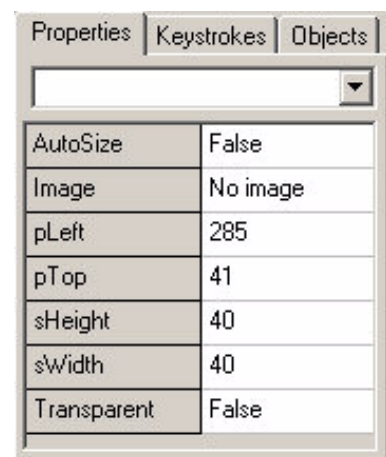 Properties Keystrokes Objects
AutoSize False
Image No image
pLeft 285
pTop 41
sHeight 40
sWidth 40
Transparent False